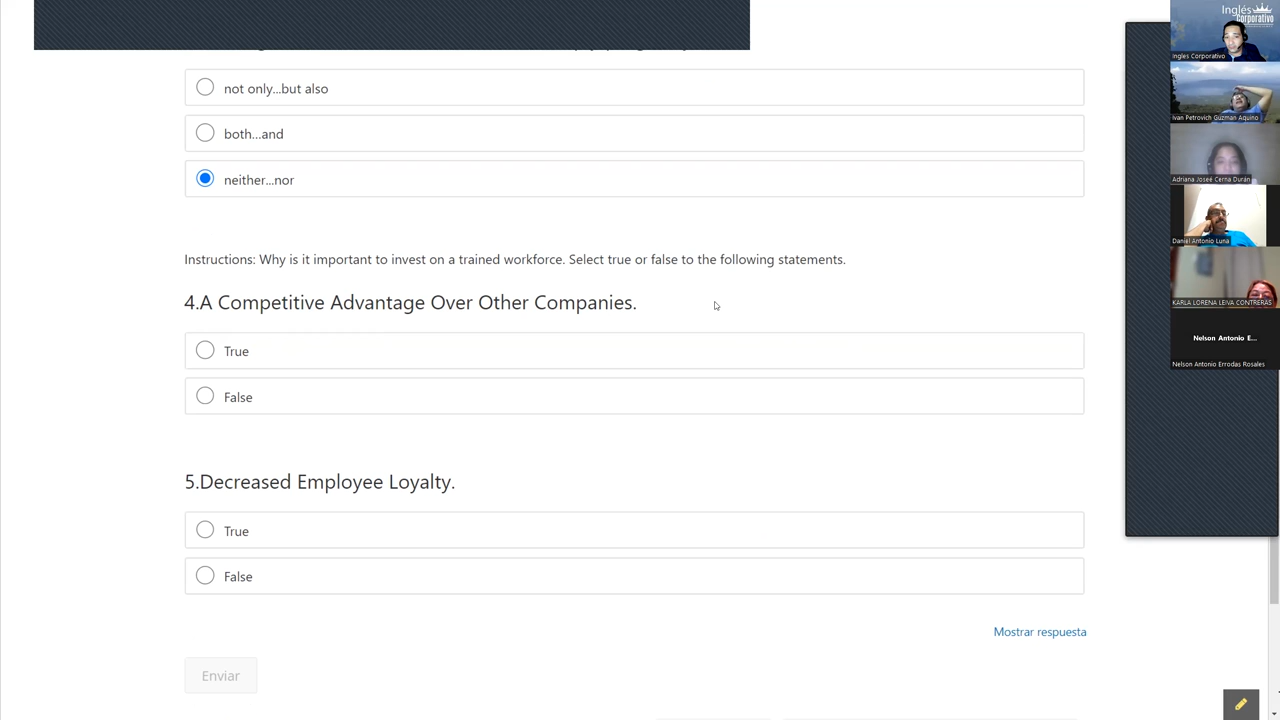 not only...but also
both...and
neither...nor
Instructions: Why is it important to invest on a trained workforce. Select true or false to the following statements.
4.A Competitive Advantage Over Other Companies.
True
False
5.Decreased Employee Loyalty.
True
False
Mostrar respuesta
Enviar
Inglés
Corporativo
Ingles Corporativo
Ivan Petrovich Guzman Aquino
Adriana Joseé Cerna Durán
Daniel Antonio Luna
KARLA LORENA LEIVA CONTRERAS
Nelson Antonio E...
Nelson Antonio Errodas Rosales